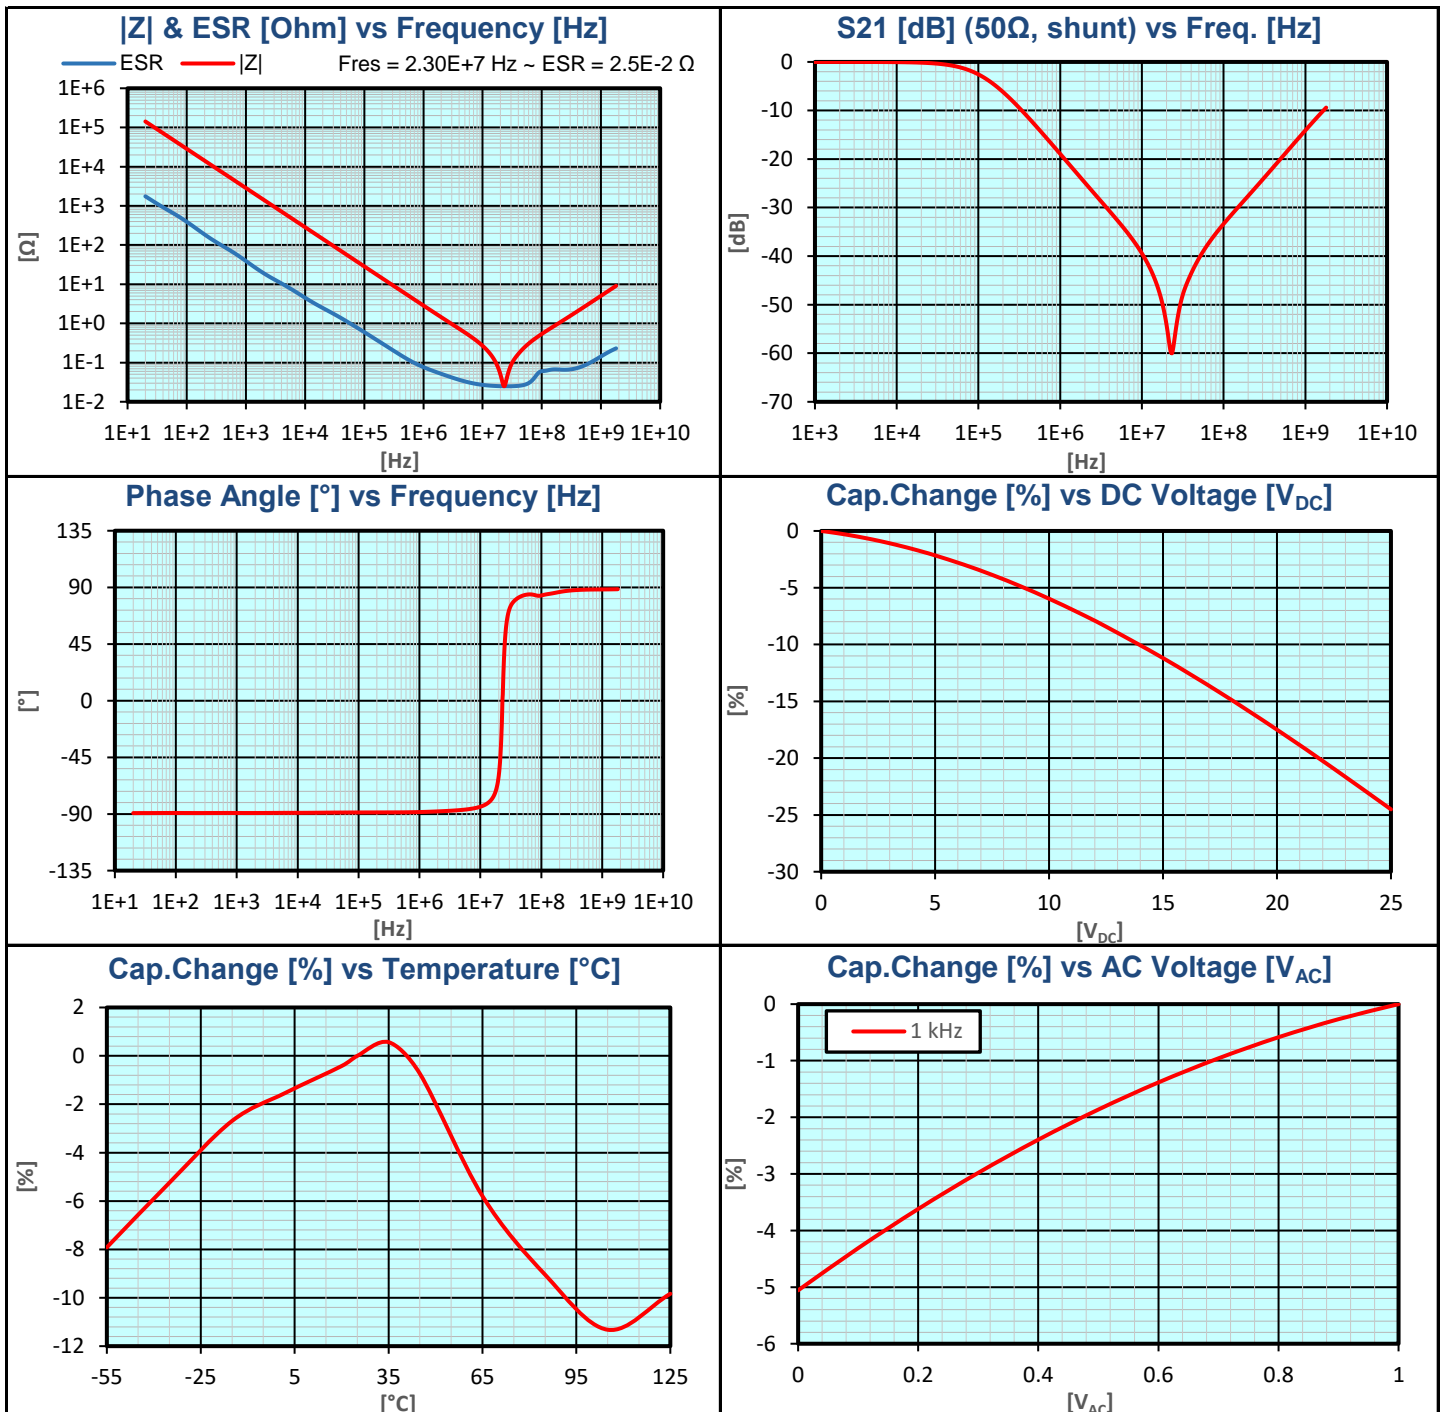 |Z| & ESR [Ohm] vs Frequency [Hz]
ESR |Z| Fres = 2.30E+7 Hz ~ ESR = 2.5E-2 Ω
1E+6
1E+5
1E+4
1E+3
1E+2
1E+1
1E+0
1E-1
1E-2
[Ω]
1E+1 1E+2 1E+3 1E+4 1E+5 1E+6 1E+7 1E+8 1E+9 1E+10
[Hz]
S21 [dB] (50Ω, shunt) vs Freq. [Hz]
0
-10
-20
-30
-40
-50
-60
-70
[dB]
1E+3 1E+4 1E+5 1E+6 1E+7 1E+8 1E+9 1E+10
[Hz]
Phase Angle [°] vs Frequency [Hz]
135
90
45
0
-45
-90
-135
[°]
1E+1 1E+2 1E+3 1E+4 1E+5 1E+6 1E+7 1E+8 1E+9 1E+10
[Hz]
Cap.Change [%] vs DC Voltage [VDC]
0
-5
-10
-15
-20
-25
-30
[%]
0 5 10 15 20 25
[VDC]
Cap.Change [%] vs Temperature [°C]
2
0
-2
-4
-6
-8
-10
-12
[%]
-55 -25 5 35 65 95 125
[°C]
Cap.Change [%] vs AC Voltage [VAC]
1 kHz
0
-1
-2
-3
-4
-5
-6
[%]
0 0.2 0.4 0.6 0.8 1
[VAC]